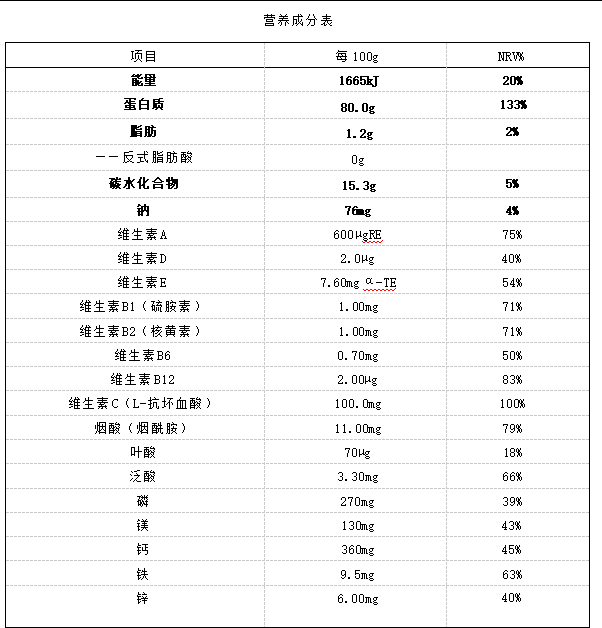 营养成分表
项目 每100g NRV%
能量 1665kJ 20%
蛋白质 80.0g 133%
脂肪 1.2g 2%
——反式脂肪酸 0g
碳水化合物 15.3g 5%
钠 76mg 4%
维生素A 600μgRE 75%
维生素D 2.0μg 40%
维生素E 7.60mg α-TE 54%
维生素B1（硫胺素） 1.00mg 71%
维生素B2（核黄素） 1.00mg 71%
维生素B6 0.70mg 50%
维生素B12 2.00μg 83%
维生素C（L-抗坏血酸） 100.0mg 100%
烟酸（烟酰胺） 11.00mg 79%
叶酸 70μg 18%
泛酸 3.30mg 66%
磷 270mg 39%
镁 130mg 43%
钙 360mg 45%
铁 9.5mg 63%
锌 6.00mg 40%